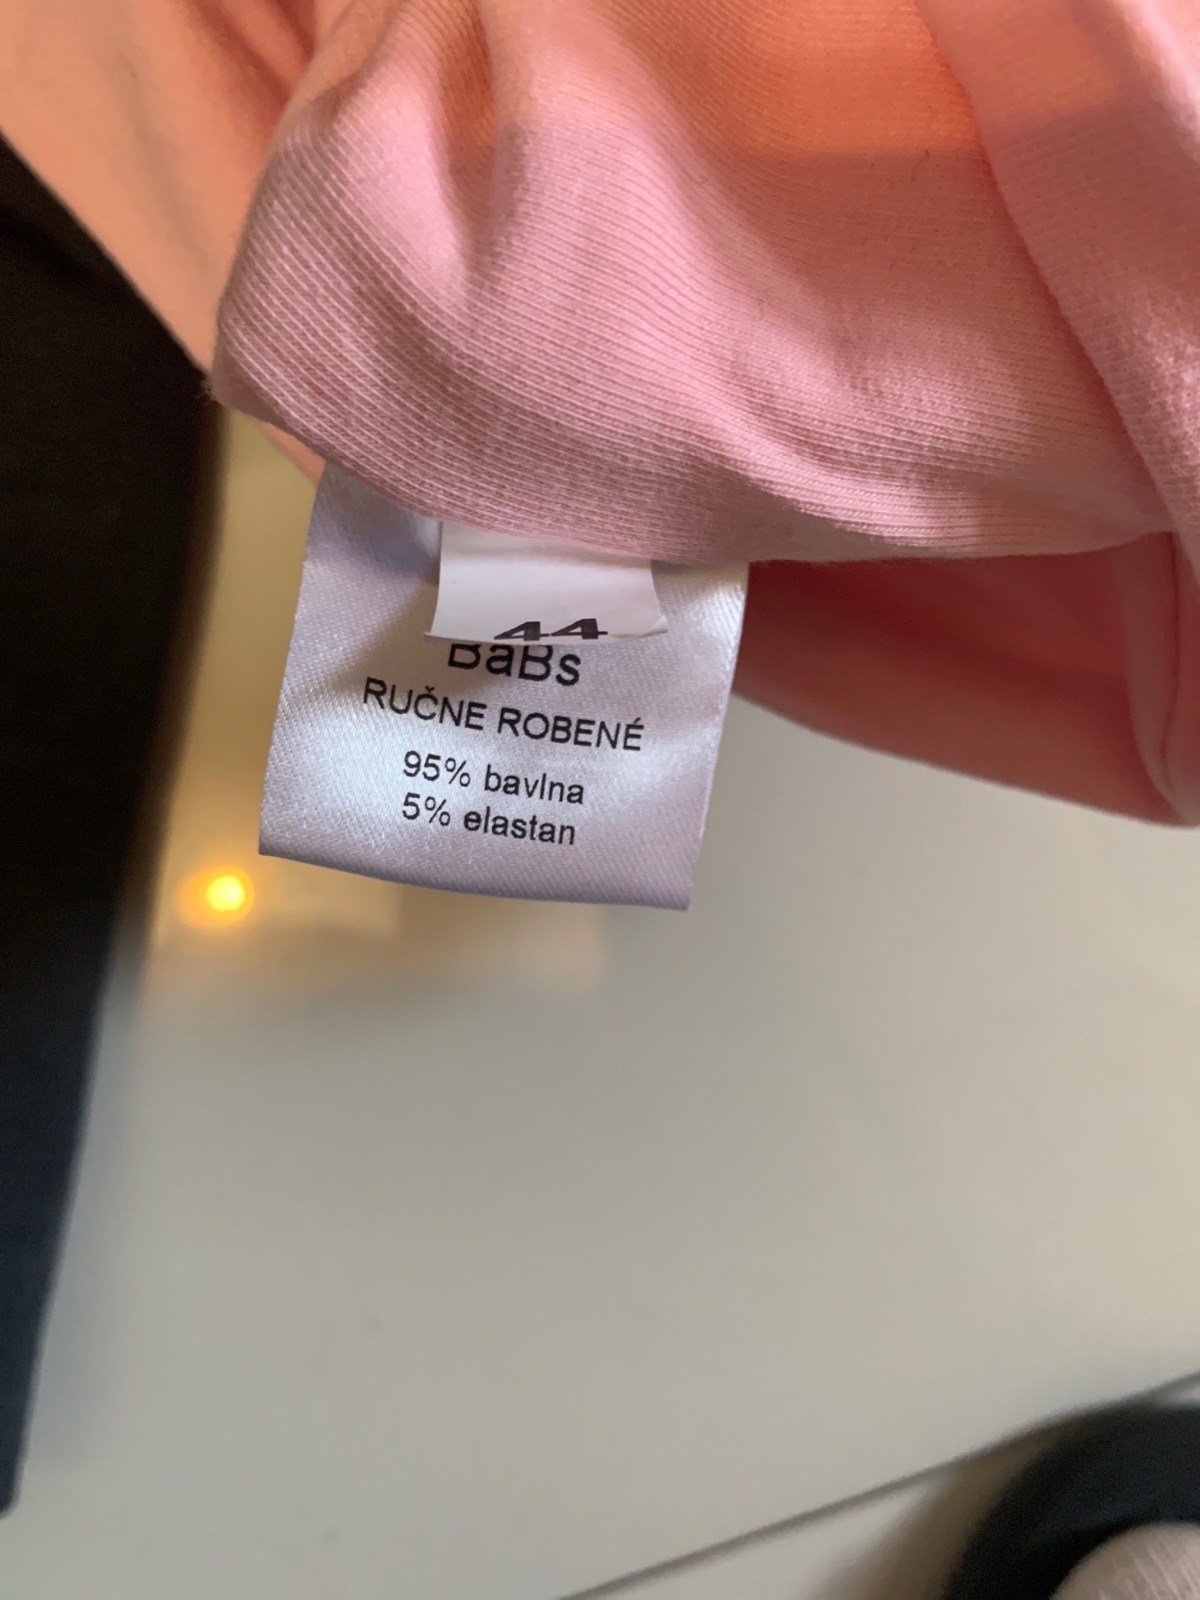 44
BaBs
RUČNE ROBENÉ
95% bavlna
5% elastan